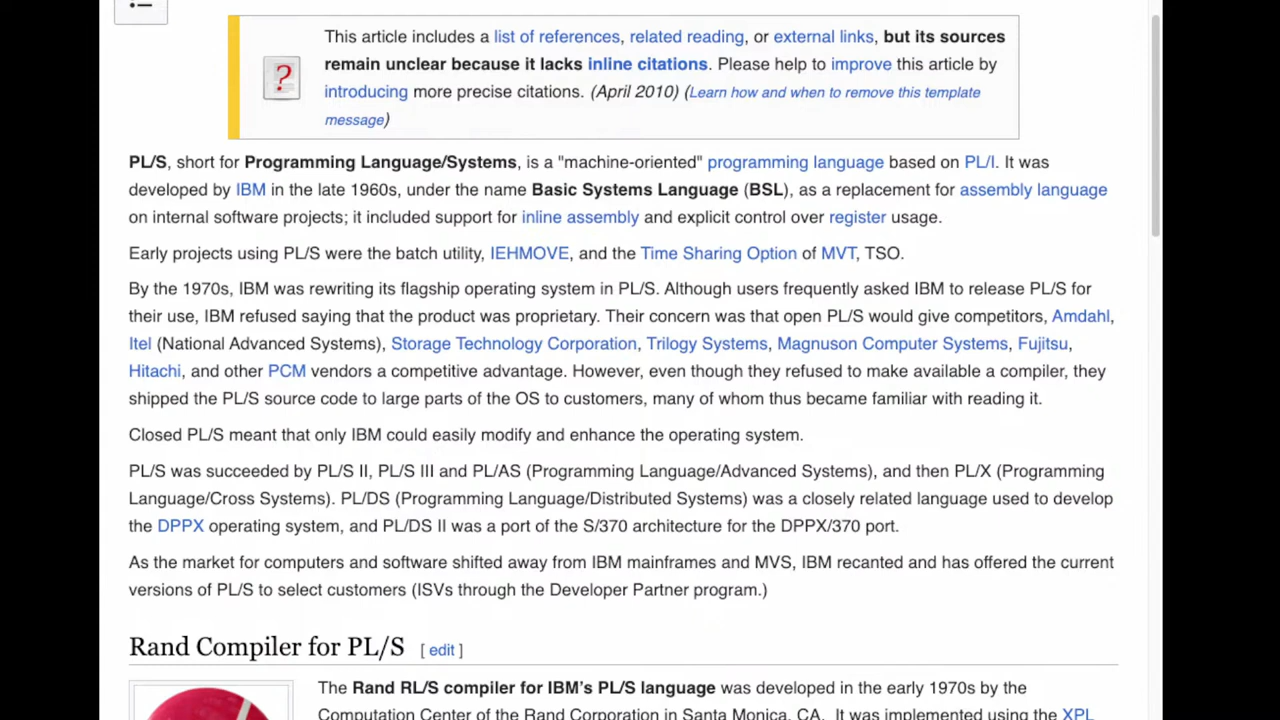 This article includes a list of references, related reading, or external links, but its sources
remain unclear because it lacks inline citations. Please help to improve this article by
introducing more precise citations. (April 2010) (Learn how and when to remove this template
message)
PL/S, short for Programming Language/Systems, is a "machine-oriented" programming language based on PL/I. It was
developed by IBM in the late 1960s, under the name Basic Systems Language (BSL), as a replacement for assembly language
on internal software projects; it included support for inline assembly and explicit control over register usage.
Early projects using PL/S were the batch utility, IEHMOVE, and the Time Sharing Option of MVT, TSO.
By the 1970s, IBM was rewriting its flagship operating system in PL/S. Although users frequently asked IBM to release PL/S for
their use, IBM refused saying that the product was proprietary. Their concern was that open PL/S would give competitors, Amdahl,
Itel (National Advanced Systems), Storage Technology Corporation, Trilogy Systems, Magnuson Computer Systems, Fujitsu,
Hitachi, and other PCM vendors a competitive advantage. However, even though they refused to make available a compiler, they
shipped the PL/S source code to large parts of the OS to customers, many of whom thus became familiar with reading it.
Closed PL/S meant that only IBM could easily modify and enhance the operating system.
PL/S was succeeded by PL/S II, PL/S III and PL/AS (Programming Language/Advanced Systems), and then PL/X (Programming
Language/Cross Systems). PL/DS (Programming Language/Distributed Systems) was a closely related language used to develop
the DPPX operating system, and PL/DS II was a port of the S/370 architecture for the DPPX/370 port.
As the market for computers and software shifted away from IBM mainframes and MVS, IBM recanted and has offered the current
versions of PL/S to select customers (ISVs through the Developer Partner program.)
Rand Compiler for PL/S [ edit ]
The Rand RL/S compiler for IBM's PL/S language was developed in the early 1970s by the
Computation Center of the Rand Corporation in Santa Monica, CA. It was implemented using the XPL